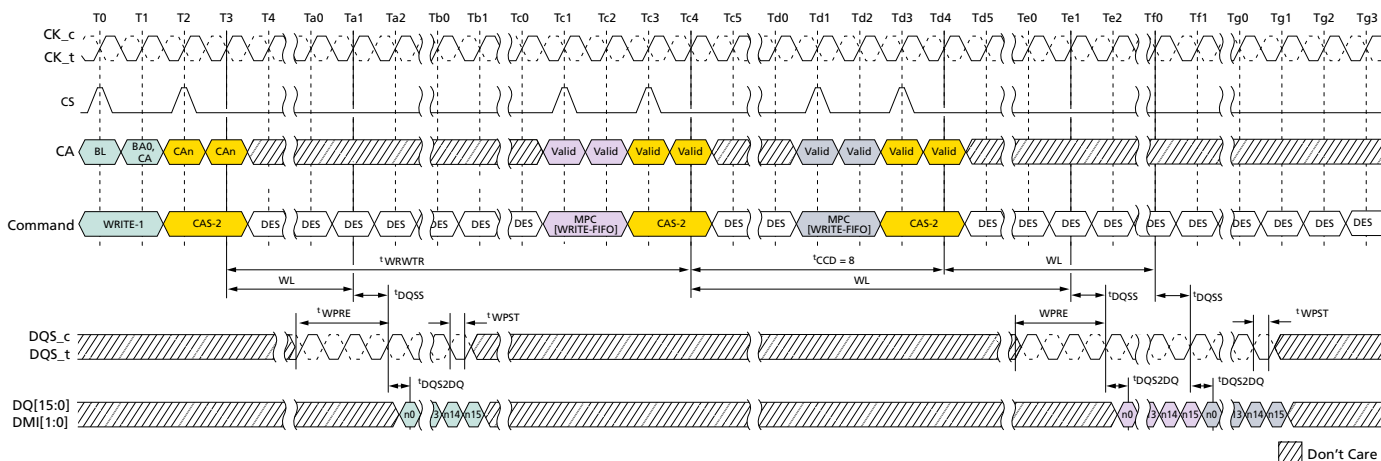 T0 T1 T2 T3 T4 Ta0 Ta1 Ta2 Tb0 Tb1 Tc0 Tc1 Tc2 Tc3 Tc4 Tc5 Td0 Td1 Td2 Td3 Td4 Td5 Te0 Te1 Te2 Tf0 Tf1 Tg0 Tg1 Tg2 Tg3
CK_c
CK_t
CS
CA BL BA0, CA CAn CAn Valid Valid Valid Valid Valid Valid Valid Valid
Command WRITE-1 CAS-2 DES DES DES DES DES DES DES MPC [WRITE-FIFO] CAS-2 DES DES MPC [WRITE-FIFO] CAS-2 DES DES DES DES DES DES DES DES DES DES
tWRWTR tCCD = 8 WL
WL WL
tDQSS tDQSS tDQSS
tWPRE tWPST WPRE tWPST
DQS_c
DQS_t
tDQS2DQ tDQS2DQ tDQS2DQ
DQ[15:0]
DMI[1:0]
n0 13 n14 n15 n0 13 n14 n15 n0 13 n14 n15
Don't Care